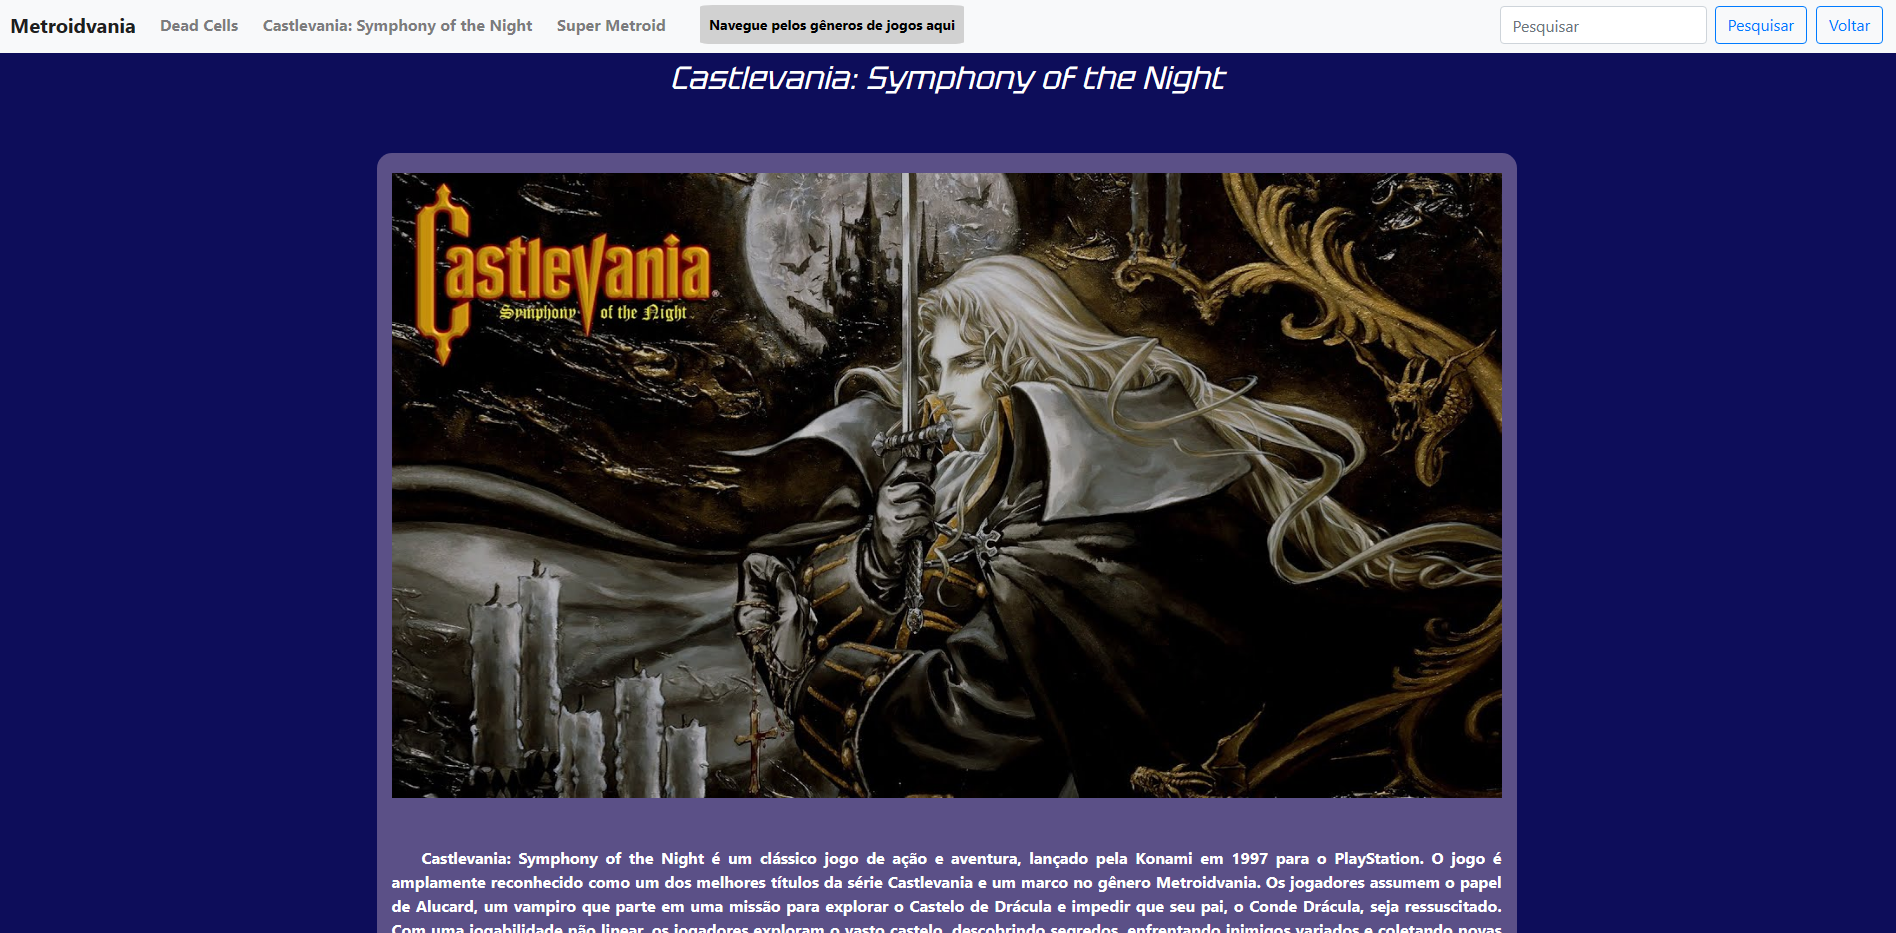 Metroidvania Dead Cells Castlevania: Symphony of the Night Super Metroid Navegue pelos gêneros de jogos aqui Pesquisar Pesquisar Voltar
Castlevania: Symphony of the Night
Castlevania
Symphony of the Night
Castlevania: Symphony of the Night é um clássico jogo de ação e aventura, lançado pela Konami em 1997 para o PlayStation. O jogo é
amplamente reconhecido como um dos melhores títulos da série Castlevania e um marco no gênero Metroidvania. Os jogadores assumem o papel
de Alucard, um vampiro que parte em uma missão para explorar o Castelo de Drácula e impedir que seu pai, o Conde Drácula, seja ressuscitado.
Com uma jogabilidade não linear, os jogadores exploram o vasto castelo, descobrindo segredos, enfrentando inimigos variados e coletando novas